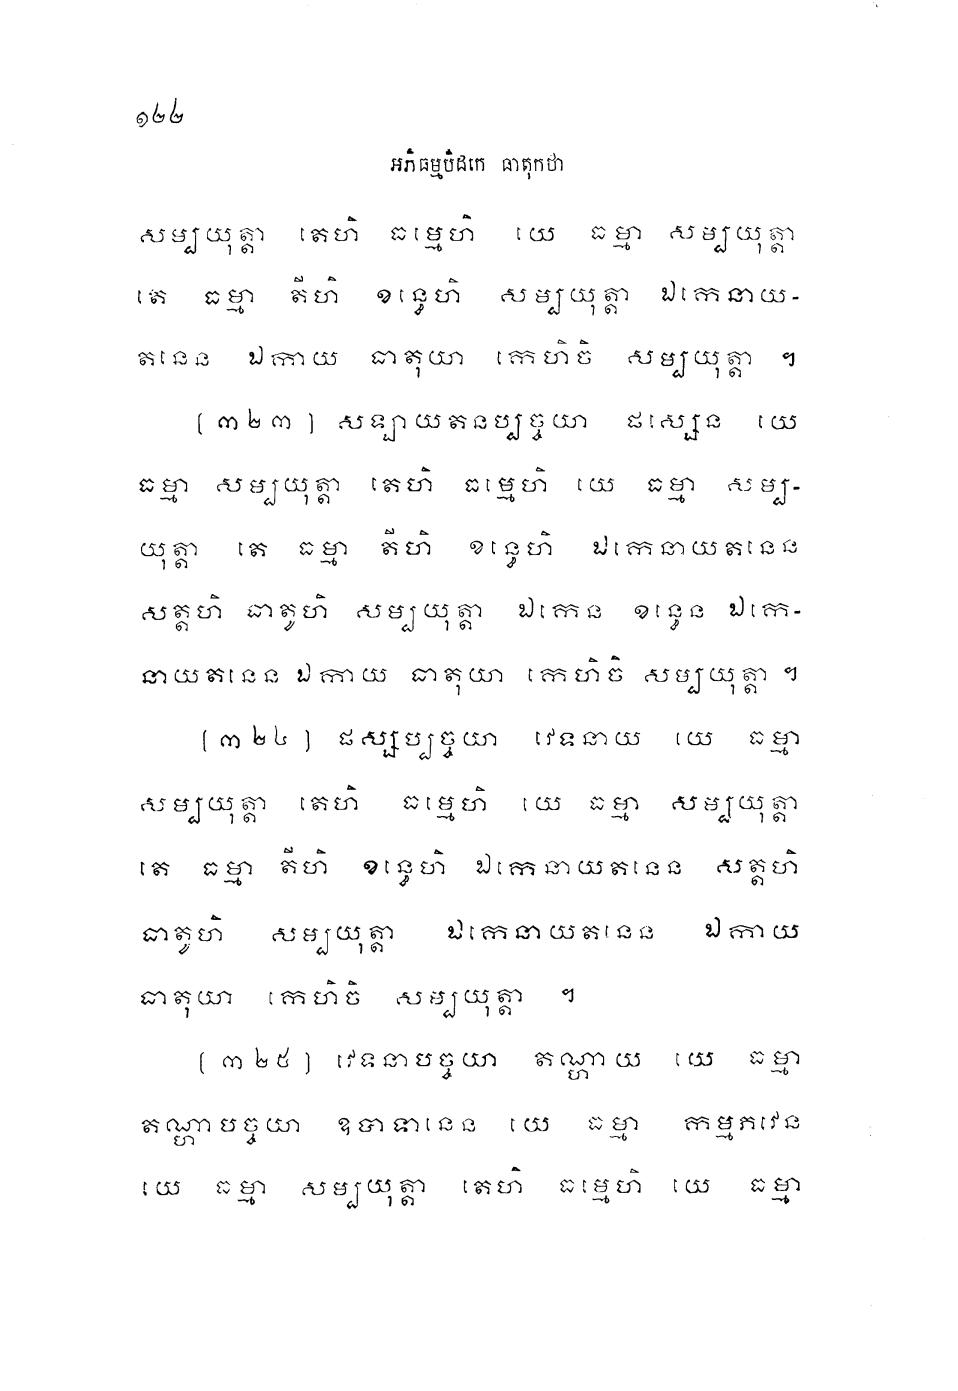 ១២២
អភិធម្មបិដកេ ធាតុកថា
សម្បយុត្តា តេហិ ធម្មេហិ យេ ធម្មា សម្បយុត្តា
តេ ធម្មា តីហិ ខន្ធេហិ សម្បយុត្តា ឯកេនាយ-
តនេន ឯកាយ ធាតុយា កេហិចិ សម្បយុត្តា ។
(៣២៣) សឡាយតនប្បច្ចយា ផស្សេន យេ
ធម្មា សម្បយុត្តា តេហិ ធម្មេហិ យេ ធម្មា សម្ប-
យុត្តា តេ ធម្មា តីហិ ខន្ធេហិ ឯកេនាយតនេន
សត្តហិ ធាតូហិ សម្បយុត្តា ឯកេន ខន្ធេន ឯកេ-
នាយតនេន ឯកាយ ធាតុយា កេហិចិ សម្បយុត្តា ។
(៣២៤) ផស្សប្បច្ចយា វេទនាយ យេ ធម្មា
សម្បយុត្តា តេហិ ធម្មេហិ យេ ធម្មា សម្បយុត្តា
តេ ធម្មា តីហិ ខន្ធេហិ ឯកេនាយតនេន សត្តហិ
ធាតូហិ សម្បយុត្តា ឯកេនាយតនេន ឯកាយ
ធាតុយា កេហិចិ សម្បយុត្តា ។
(៣២៥) វេទនាបច្ចយា តណ្ហាយ យេ ធម្មា
តណ្ហាបច្ចយា ឧបាទានេន យេ ធម្មា កម្មភវេន
យេ ធម្មា សម្បយុត្តា តេហិ ធម្មេហិ យេ ធម្មា